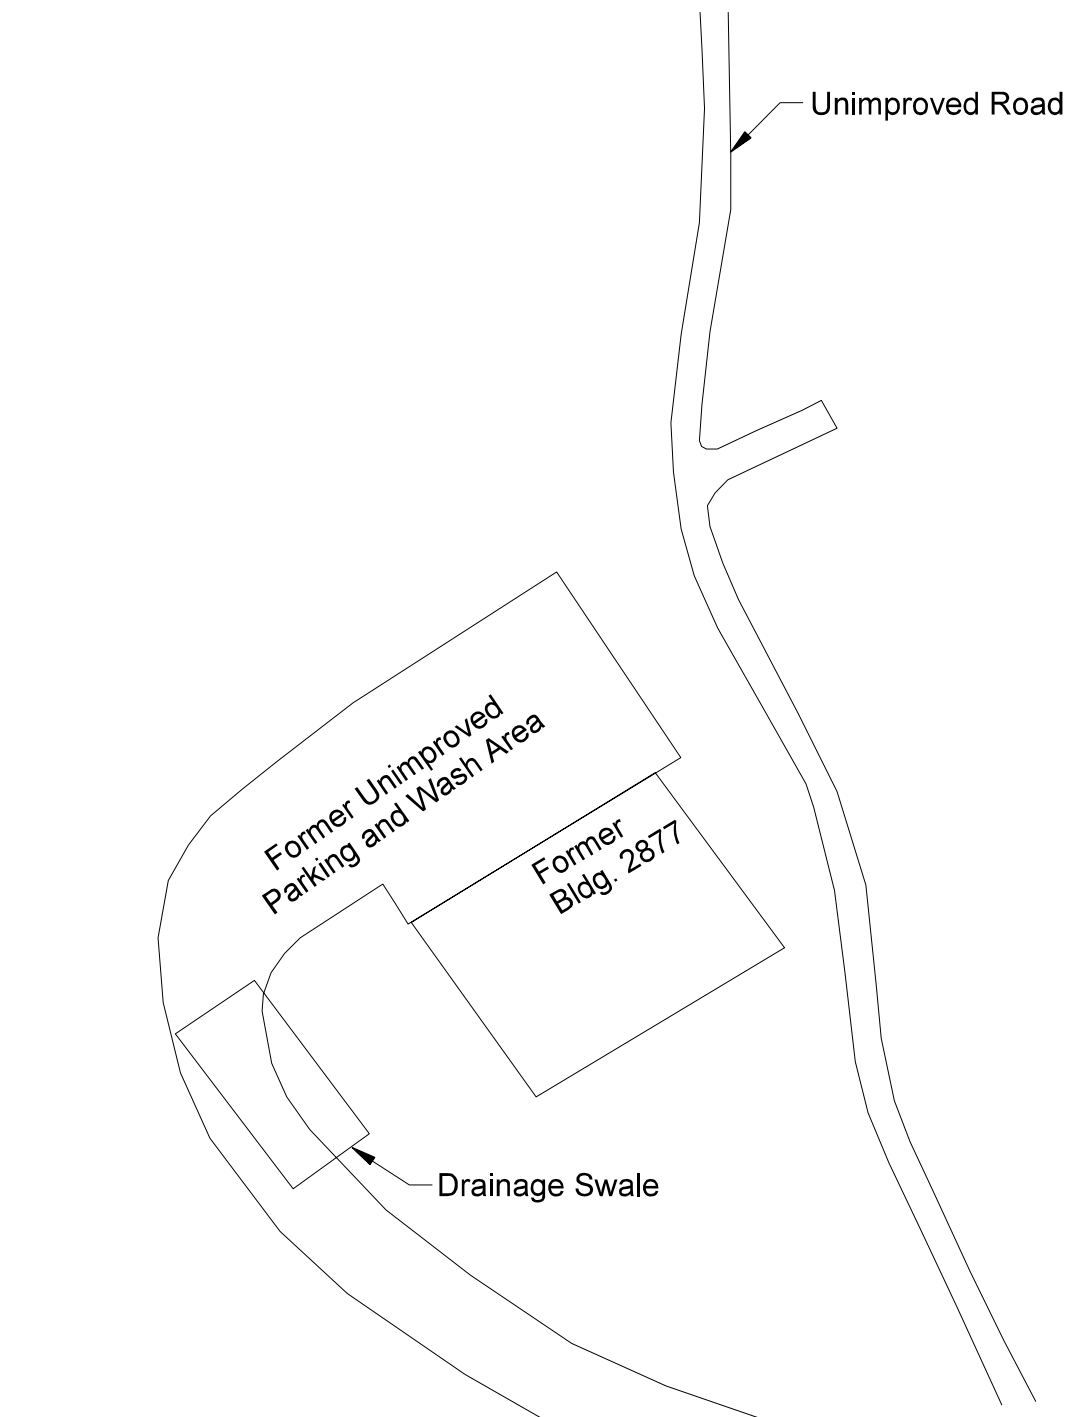 Unimproved Road
Former Unimproved
Parking and Wash Area
Former
Bldg. 2877
Drainage Swale